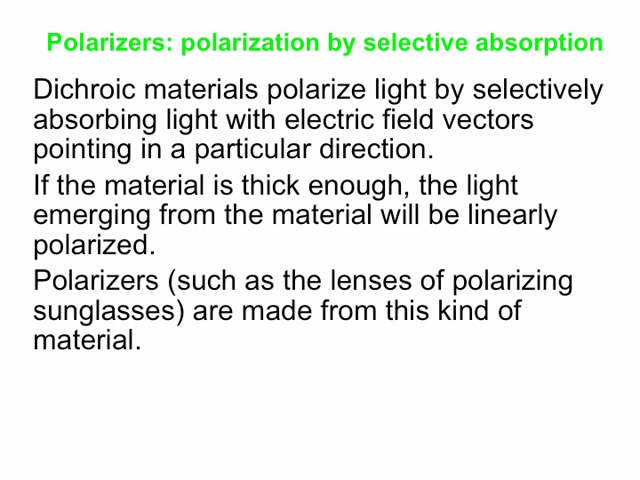 Polarizers: polarization by selective absorption
Dichroic materials polarize light by selectively
absorbing light with electric field vectors
pointing in a particular direction.
If the material is thick enough, the light
emerging from the material will be linearly
polarized.
Polarizers (such as the lenses of polarizing
sunglasses) are made from this kind of
material.